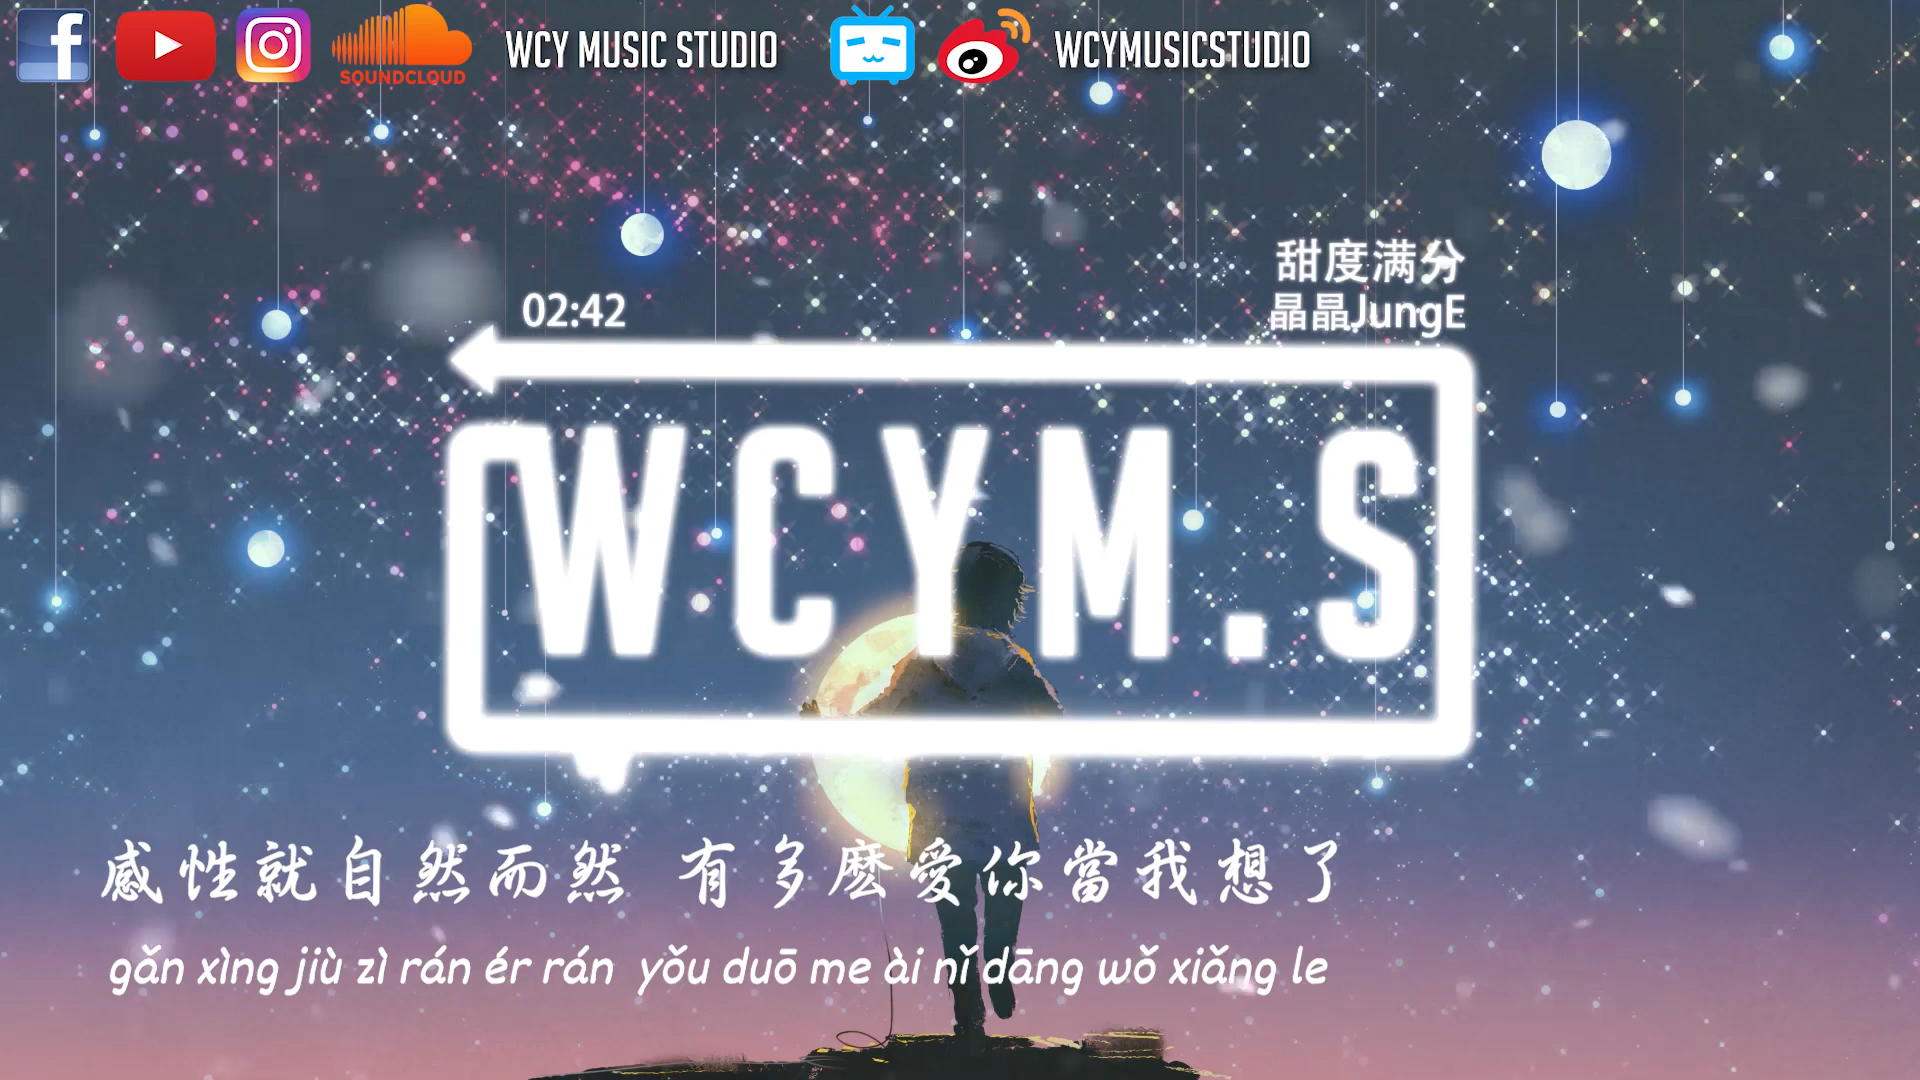 SOUNDCLOUD
WCY MUSIC STUDIO
WCYMUSICSTUDIO
甜度满分
02:42
晶晶JungE
WCYM.S
感性就自然而然 有多麽愛你當我想了
gǎn xìng jiù zì rán ér rán yǒu duō me ài nǐ dāng wǒ xiǎng le